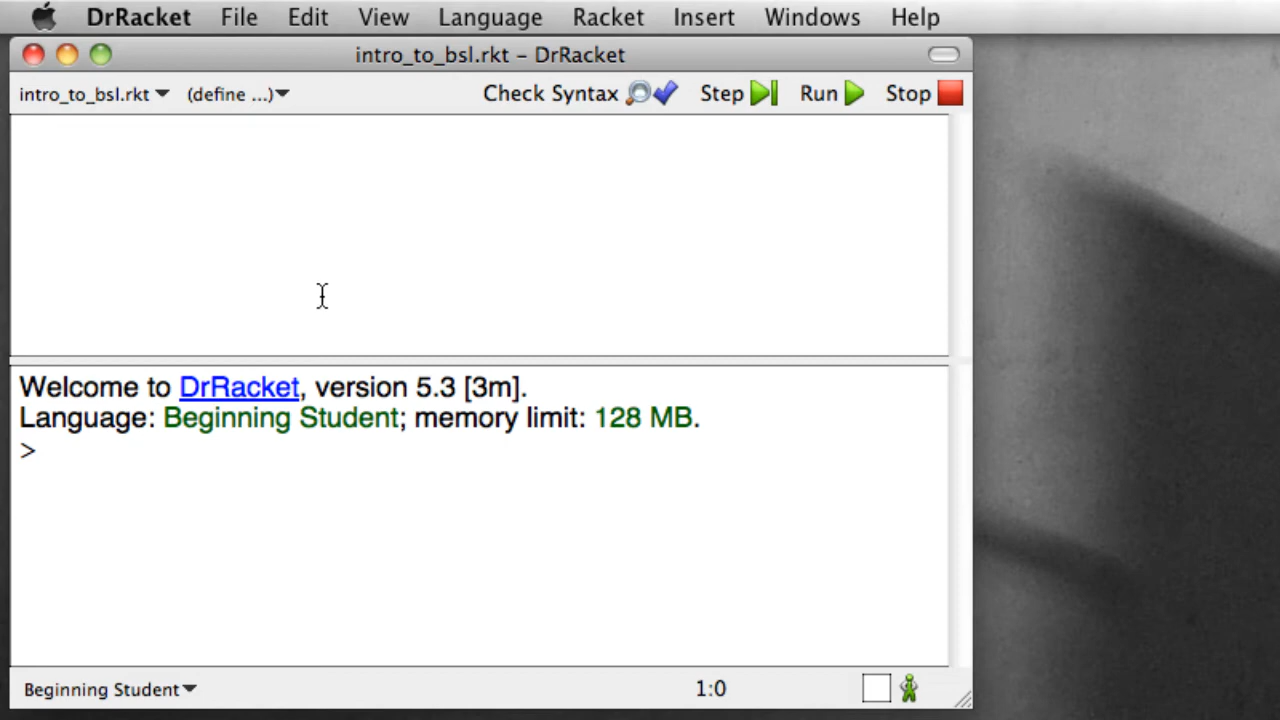 DrRacket File Edit View Language Racket Insert Windows Help
intro_to_bsl.rkt – DrRacket
intro_to_bsl.rkt (define ...) Check Syntax Step Run Stop
Welcome to DrRacket, version 5.3 [3m].
Language: Beginning Student; memory limit: 128 MB.
>
Beginning Student 1:0